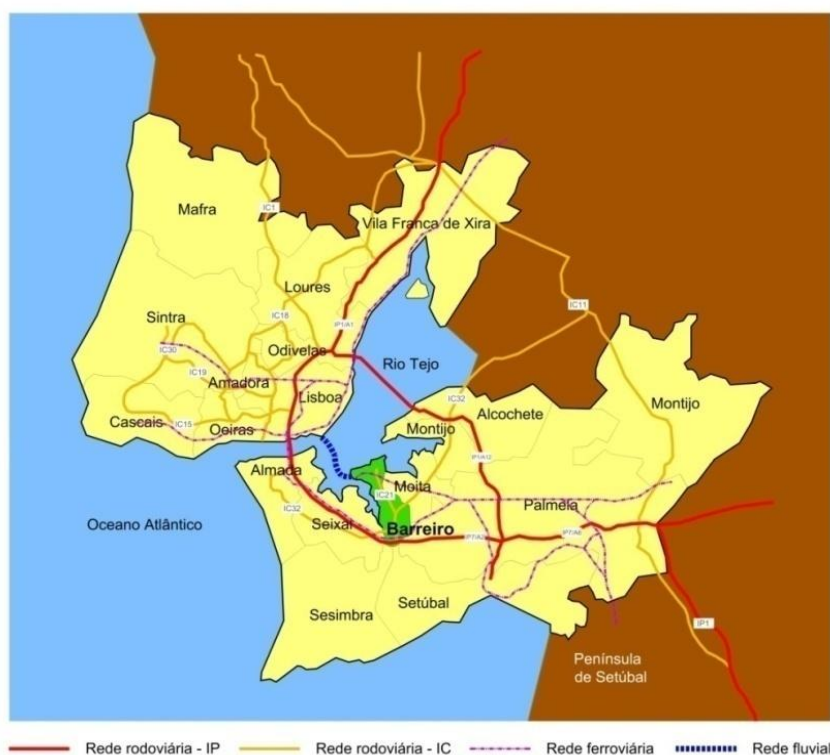 Mafra
IC1
Vila Franca de Xira
Loures
IC11
Sintra
IC18
IP1/A1
IC30
Odivelas
Rio Tejo
IC19
Amadora
Lisboa
IC32
Alcochete
Montijo
Cascais
IC15
Oeiras
Montijo
IP1/A12
Almada
Moita
IC21
IC32
Seixal
Barreiro
Palmela
Oceano Atlântico
IP7/A2
IP7/A6
Sesimbra
Setúbal
IP1
Península
de Setúbal
Rede rodoviária - IP
Rede rodoviária - IC
Rede ferroviária
Rede fluvial